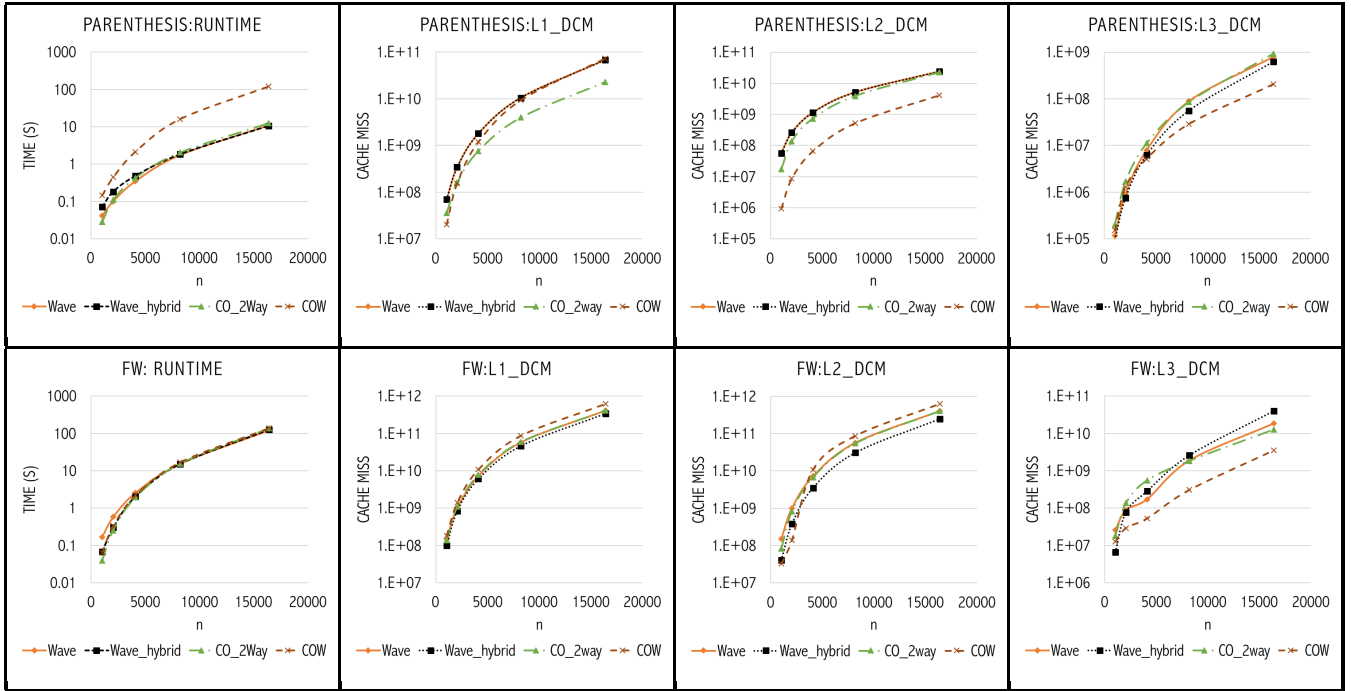 PARENTHESIS:RUNTIME
TIME (S)
1000
100
10
1
0.1
0.01
0 5000 10000 15000 20000
n
Wave Wave_hybrid CO_2Way COW
PARENTHESIS:L1_DCM
CACHE MISS
1.E+11
1.E+10
1.E+09
1.E+08
1.E+07
0 5000 10000 15000 20000
n
Wave Wave_hybrid CO_2way COW
PARENTHESIS:L2_DCM
CACHE MISS
1.E+11
1.E+10
1.E+09
1.E+08
1.E+07
1.E+06
1.E+05
0 5000 10000 15000 20000
n
Wave Wave_hybrid CO_2way COW
PARENTHESIS:L3_DCM
CACHE MISS
1.E+09
1.E+08
1.E+07
1.E+06
1.E+05
0 5000 10000 15000 20000
n
Wave Wave_hybrid CO_2way COW
FW: RUNTIME
TIME (S)
1000
100
10
1
0.1
0.01
0 5000 10000 15000 20000
n
Wave Wave_hybrid CO_2Way COW
FW:L1_DCM
CACHE MISS
1.E+12
1.E+11
1.E+10
1.E+09
1.E+08
1.E+07
0 5000 10000 15000 20000
n
Wave Wave_hybrid CO_2way COW
FW:L2_DCM
CACHE MISS
1.E+12
1.E+11
1.E+10
1.E+09
1.E+08
1.E+07
0 5000 10000 15000 20000
n
Wave Wave_hybrid CO_2way COW
FW:L3_DCM
CACHE MISS
1.E+11
1.E+10
1.E+09
1.E+08
1.E+07
1.E+06
0 5000 10000 15000 20000
n
Wave Wave_hybrid CO_2way COW